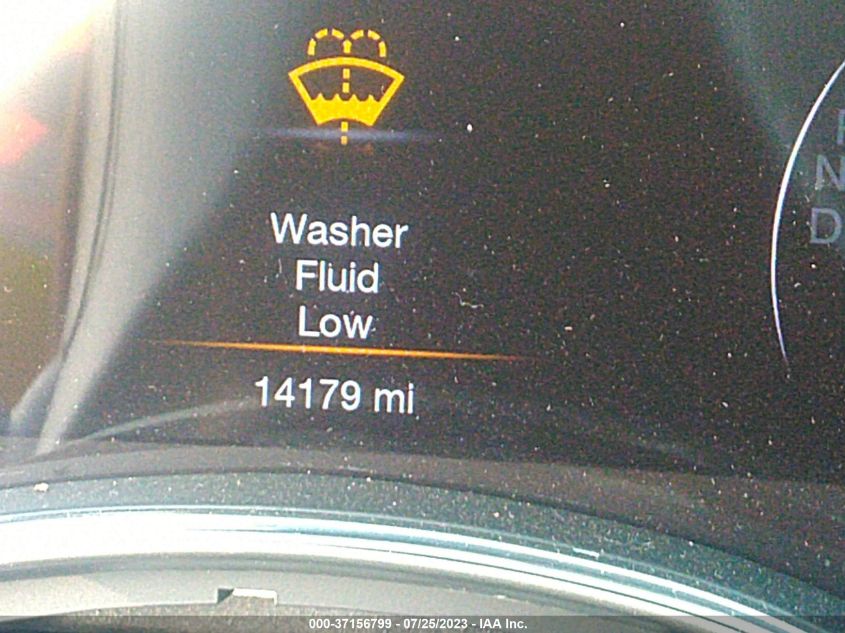 Washer
Fluid
Low
14179 mi
N
D
000-37156799 - 07/25/2023 - IAA Inc.